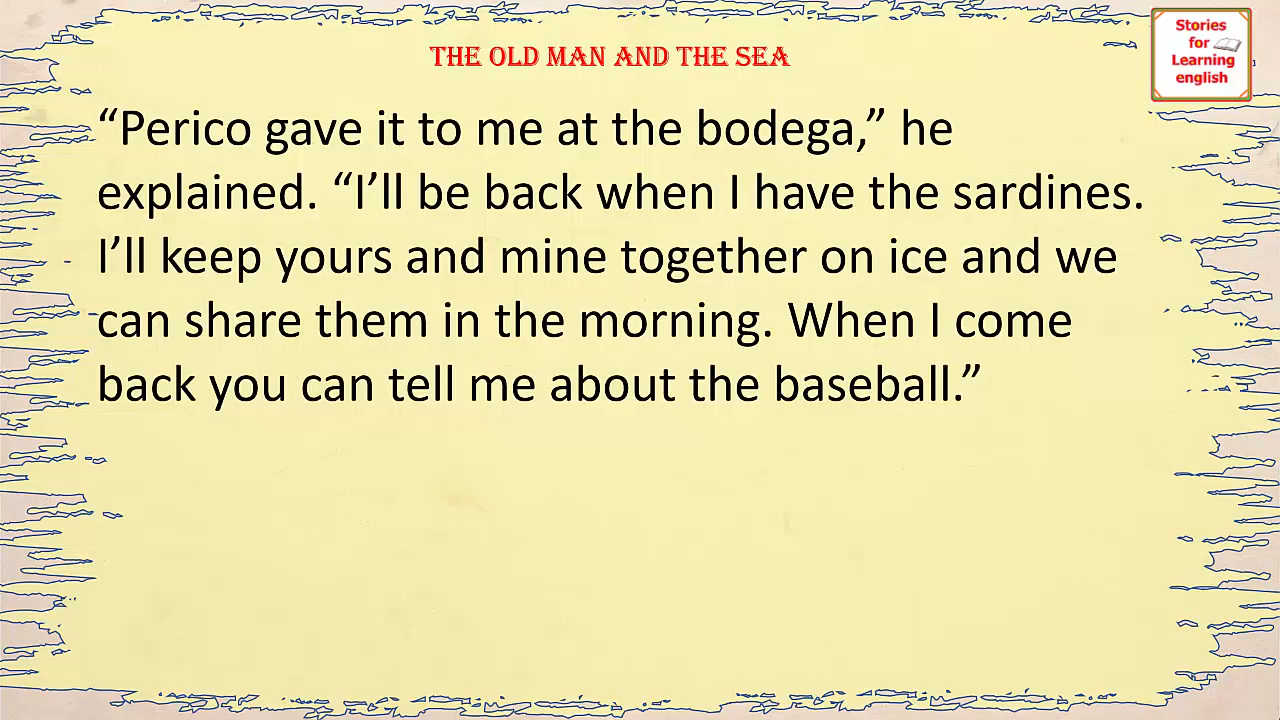 THE OLD MAN AND THE SEA
Stories
for
Learning
english
“Perico gave it to me at the bodega,” he
explained. “I’ll be back when I have the sardines.
I’ll keep yours and mine together on ice and we
can share them in the morning. When I come
back you can tell me about the baseball.”